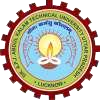 DR. A.P.J. ABDUL KALAM TECHNICAL UNIVERSITY UTTAR PRADESH
LUCKNOW